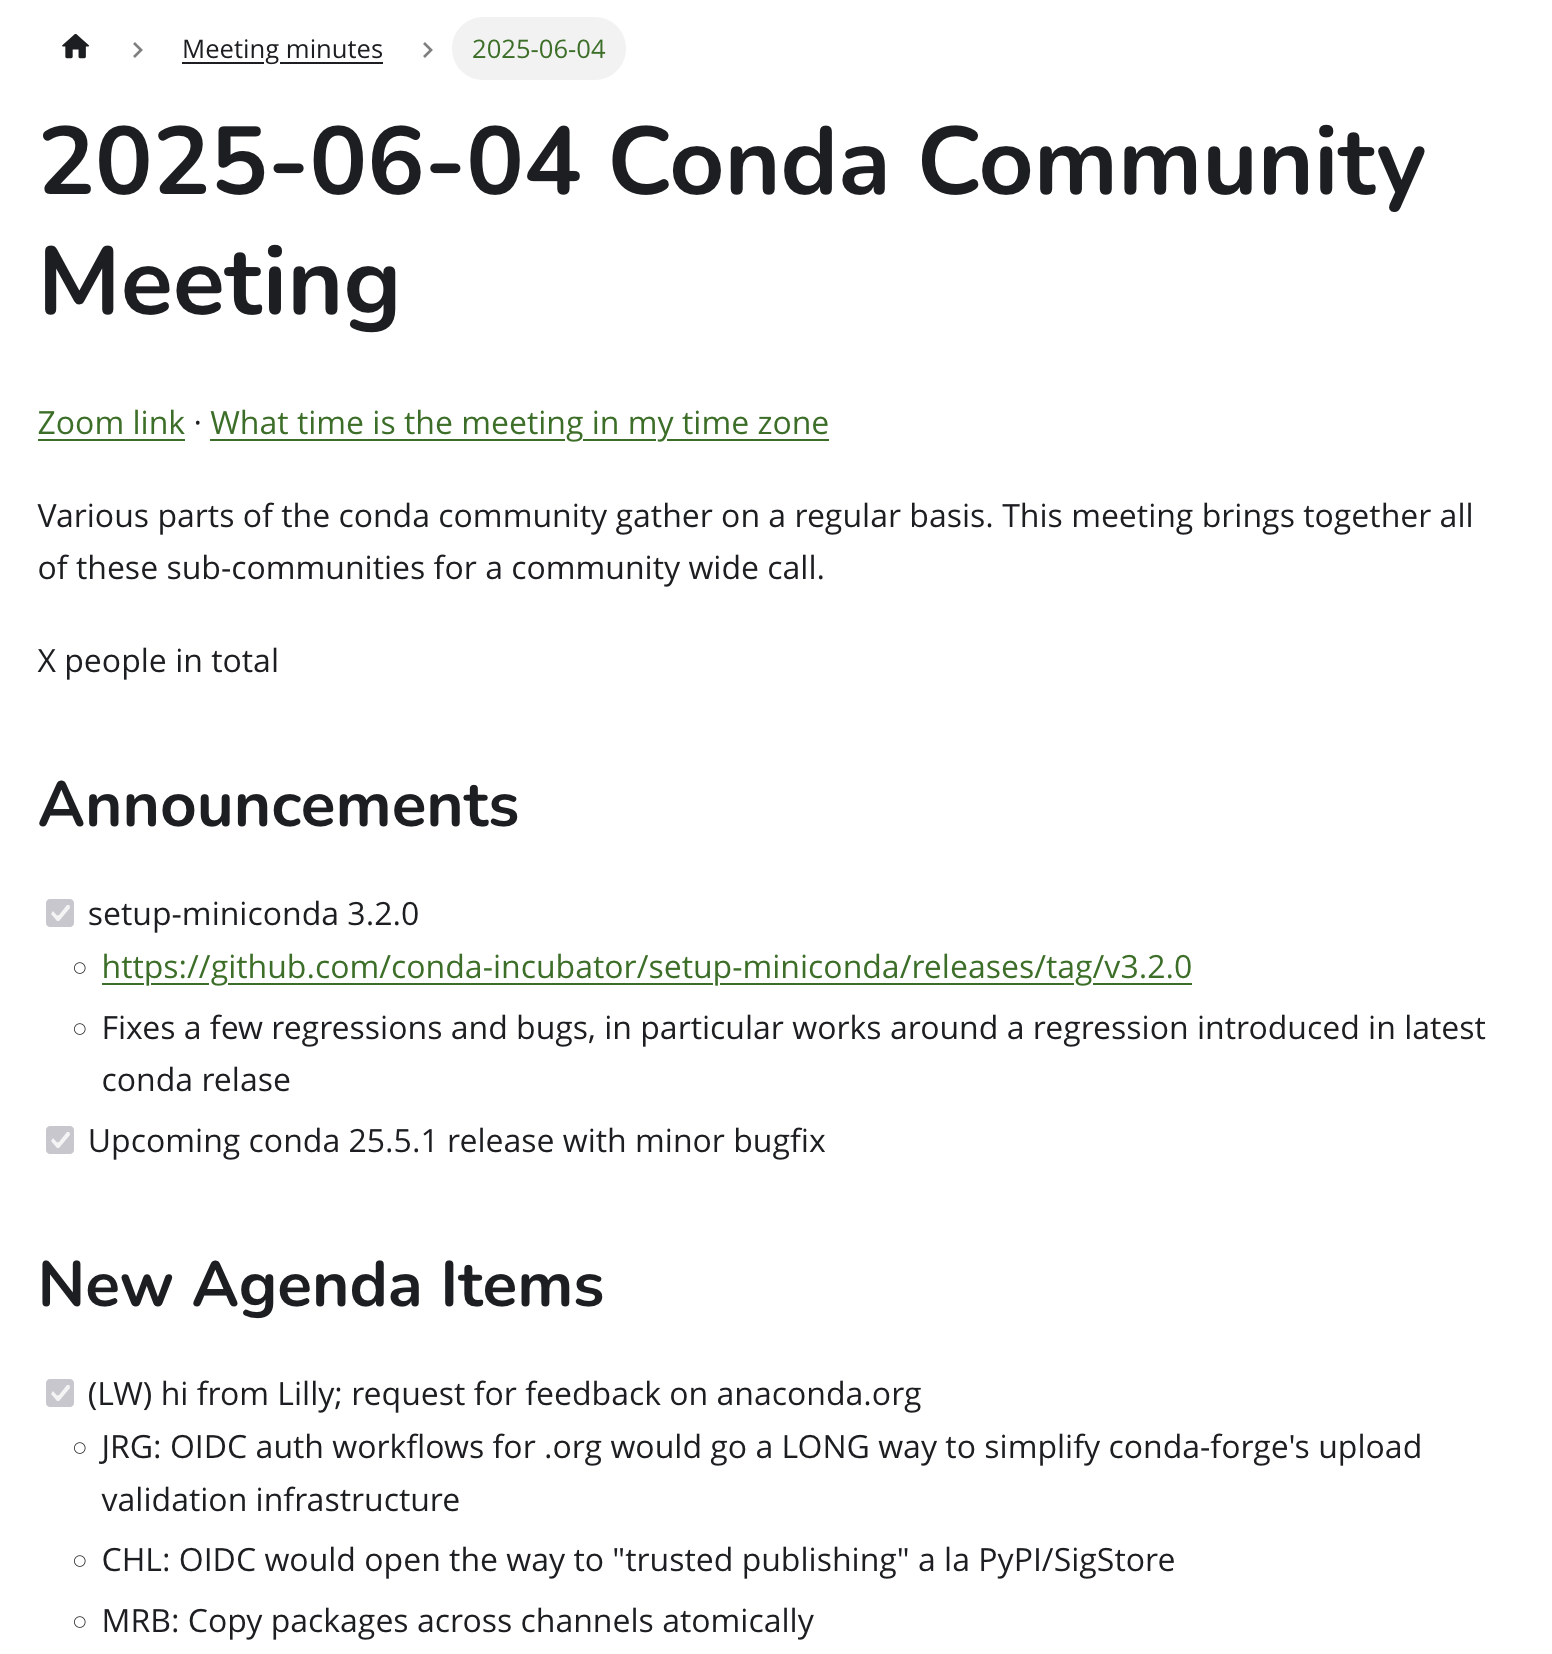 Meeting minutes 2025-06-04
2025-06-04 Conda Community
Meeting
Zoom link · What time is the meeting in my time zone
Various parts of the conda community gather on a regular basis. This meeting brings together all
of these sub-communities for a community wide call.
X people in total
Announcements
setup-miniconda 3.2.0
https://github.com/conda-incubator/setup-miniconda/releases/tag/v3.2.0
Fixes a few regressions and bugs, in particular works around a regression introduced in latest
conda relase
Upcoming conda 25.5.1 release with minor bugfix
New Agenda Items
(LW) hi from Lilly; request for feedback on anaconda.org
JRG: OIDC auth workflows for .org would go a LONG way to simplify conda-forge's upload
validation infrastructure
CHL: OIDC would open the way to "trusted publishing" a la PyPI/SigStore
MRB: Copy packages across channels atomically